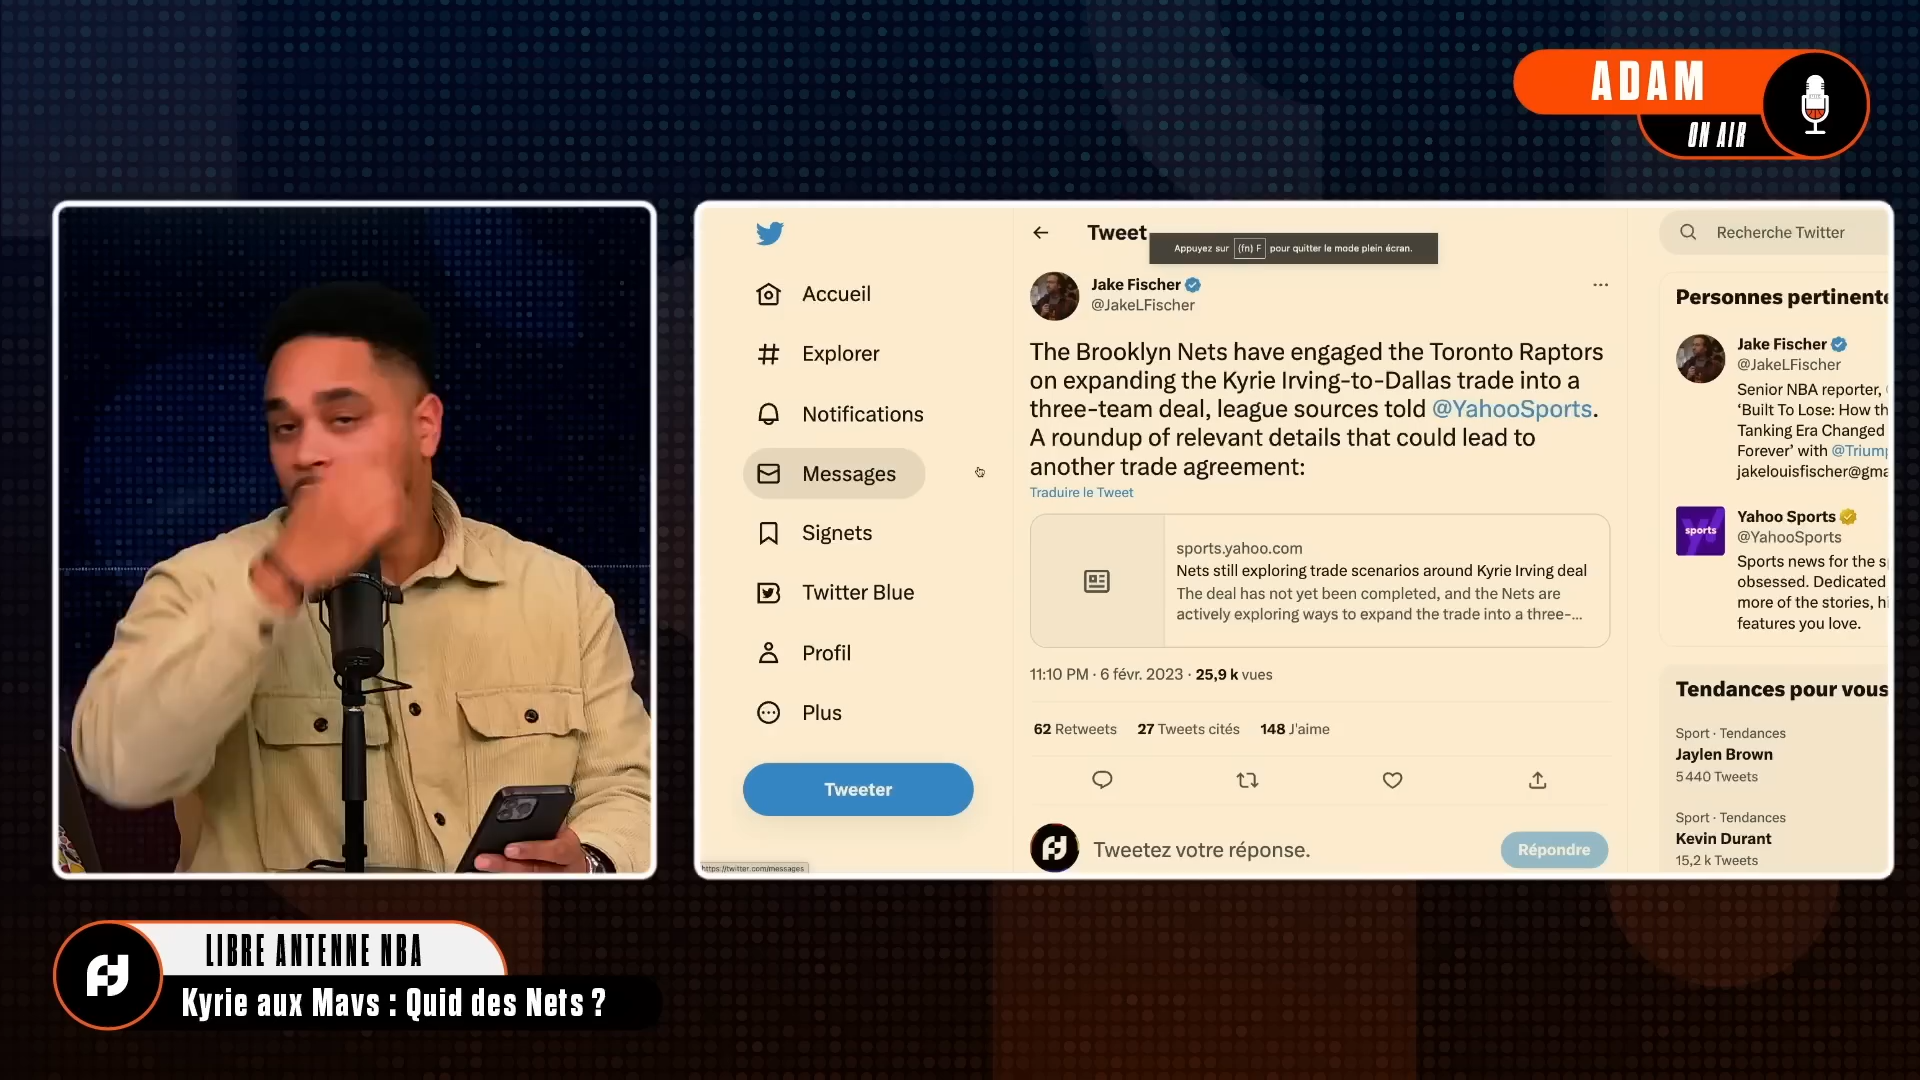 ADAM
ON AIR
Accueil
Explorer
Notifications
Messages
Signets
Twitter Blue
Profil
Plus
Tweeter
https://twitter.com/messages
Tweet
Appuyez sur (fn) F pour quitter le mode plein écran.
Jake Fischer
@JakeLFischer
The Brooklyn Nets have engaged the Toronto Raptors
on expanding the Kyrie Irving-to-Dallas trade into a
three-team deal, league sources told @YahooSports.
A roundup of relevant details that could lead to
another trade agreement:
Traduire le Tweet
sports.yahoo.com
Nets still exploring trade scenarios around Kyrie Irving deal
The deal has not yet been completed, and the Nets are
actively exploring ways to expand the trade into a three-...
11:10 PM · 6 févr. 2023 · 25,9 k vues
62 Retweets 27 Tweets cités 148 J'aime
Tweetez votre réponse.
Répondre
Recherche Twitter
Personnes pertinente
Jake Fischer
@JakeLFischer
Senior NBA reporter,
‘Built To Lose: How th
Tanking Era Changed
Forever’ with @Triump
jakelouisfischer@gma
sports
Yahoo Sports
@YahooSports
Sports news for the s
obsessed. Dedicated
more of the stories, hi
features you love.
Tendances pour vous
Sport · Tendances
Jaylen Brown
5 440 Tweets
Sport · Tendances
Kevin Durant
15,2 k Tweets
LIBRE ANTENNE NBA
Kyrie aux Mavs : Quid des Nets ?